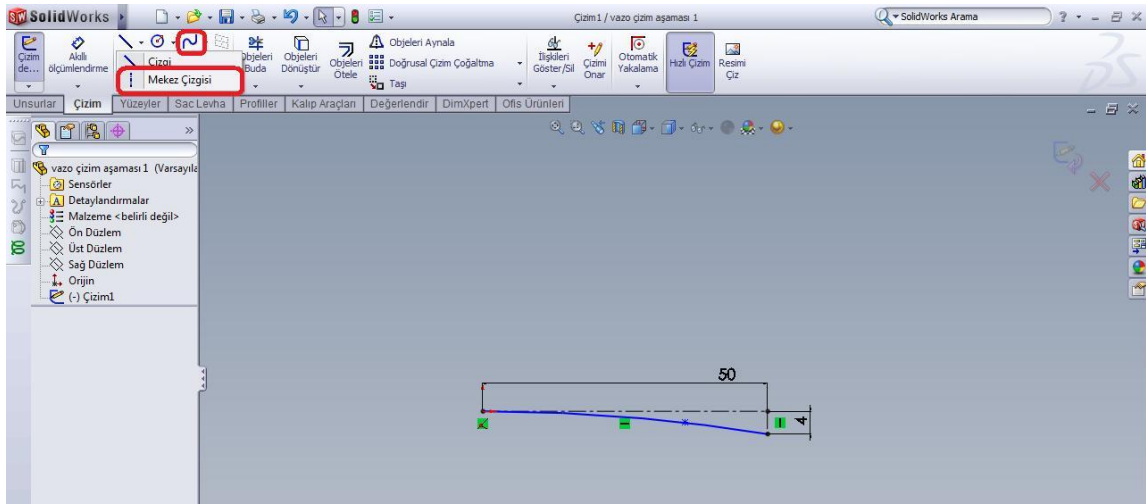 SolidWorks
Çizim1 / vazo çizim aşaması 1
SolidWorks Arama
Çizim de...
Akıllı ölçümlendirme
Çizgi
Mekez Çizgisi
Objeleri Buda
Objeleri Dönüştür
Objeleri Ötele
Objeleri Aynala
Doğrusal Çizim Çoğaltma
Taşı
İlişkileri Göster/Sil
Çizimi Onar
Otomatik Yakalama
Hızlı Çizim
Resimi Çiz
Unsurlar Çizim Yüzeyler Sac Levha Profiller Kalıp Araçları Değerlendir DimXpert Ofis Ürünleri
vazo çizim aşaması 1 (Varsayıla
Sensörler
Detaylandırmalar
Malzeme <belirli değil>
Ön Düzlem
Üst Düzlem
Sağ Düzlem
Orijin
(-) Çizim1
50
4